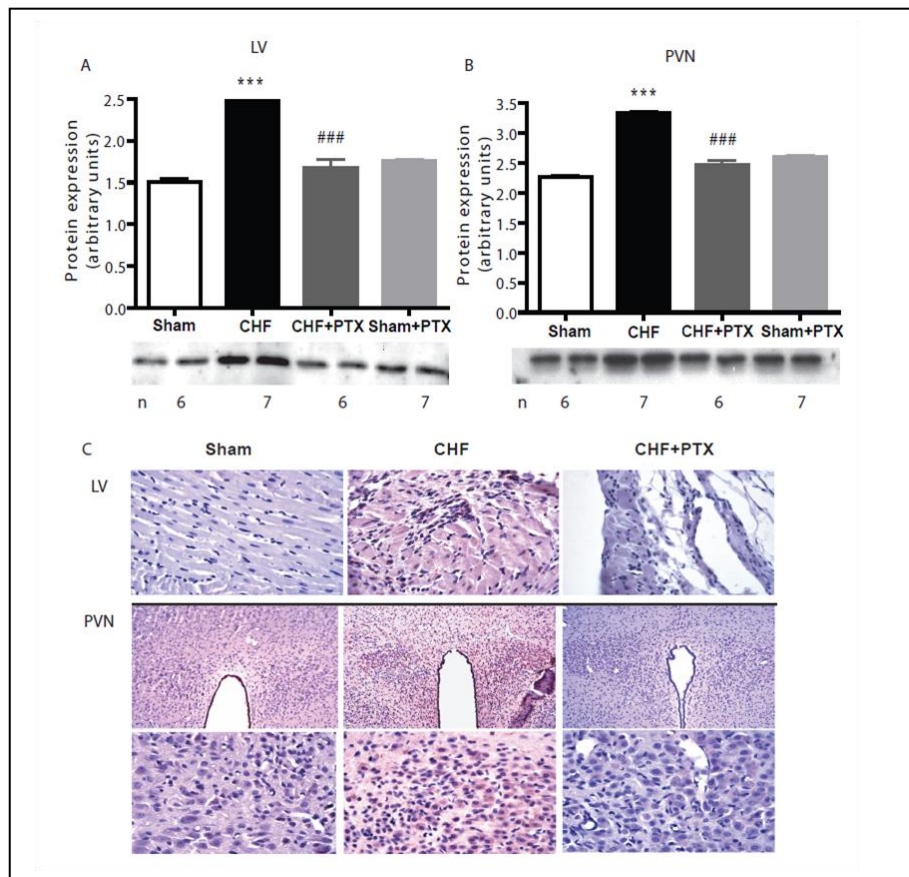 LV
A
***
###
2.5
2.0
1.5
1.0
0.5
0.0
Protein expression
(arbitrary units)
Sham
CHF
CHF+PTX
Sham+PTX
n
6
7
6
7
PVN
B
***
###
3.5
3.0
2.5
2.0
1.5
1.0
0.5
0.0
Protein expression
(arbitrary units)
Sham
CHF
CHF+PTX
Sham+PTX
n
6
7
6
7
C
Sham
CHF
CHF+PTX
LV
PVN